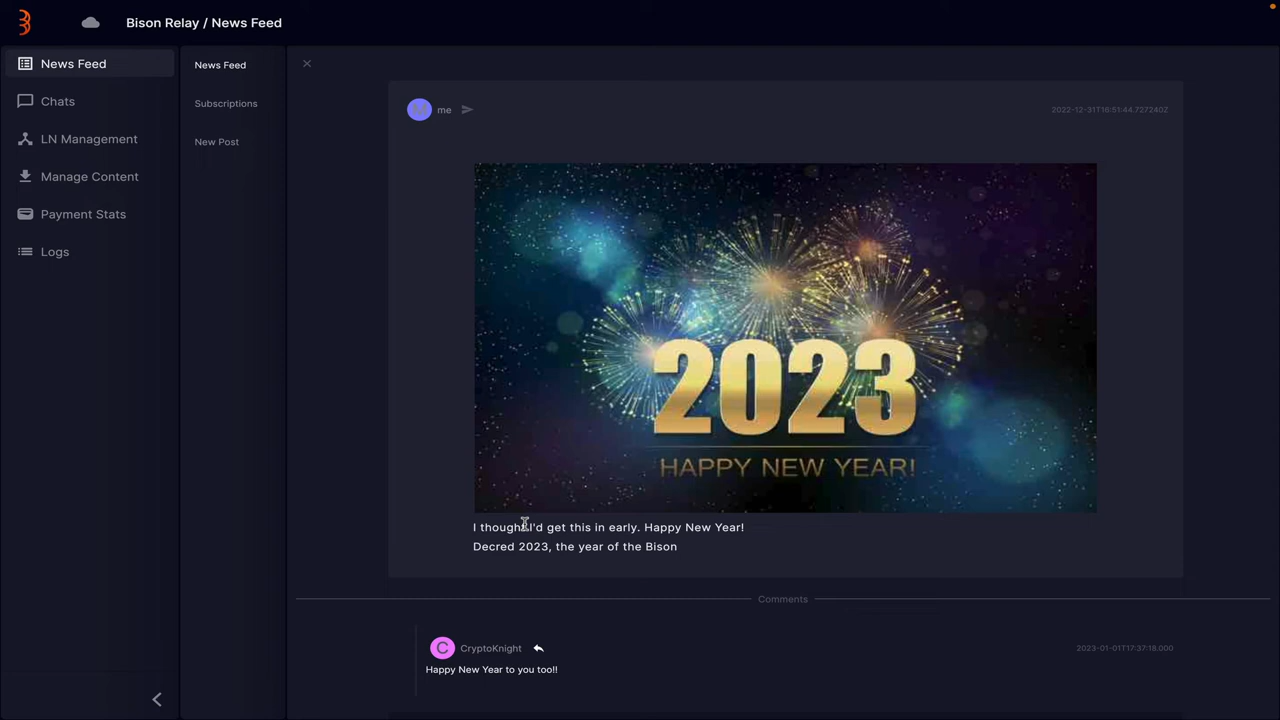 Bison Relay / News Feed
News Feed
Chats
LN Management
Manage Content
Payment Stats
Logs
News Feed
Subscriptions
New Post
me
2022-12-31T16:51:44.727240Z
2023
HAPPY NEW YEAR!
I thought I'd get this in early. Happy New Year!
Decred 2023, the year of the Bison
Comments
C
CryptoKnight
2023-01-01T17:37:18.000
Happy New Year to you too!!